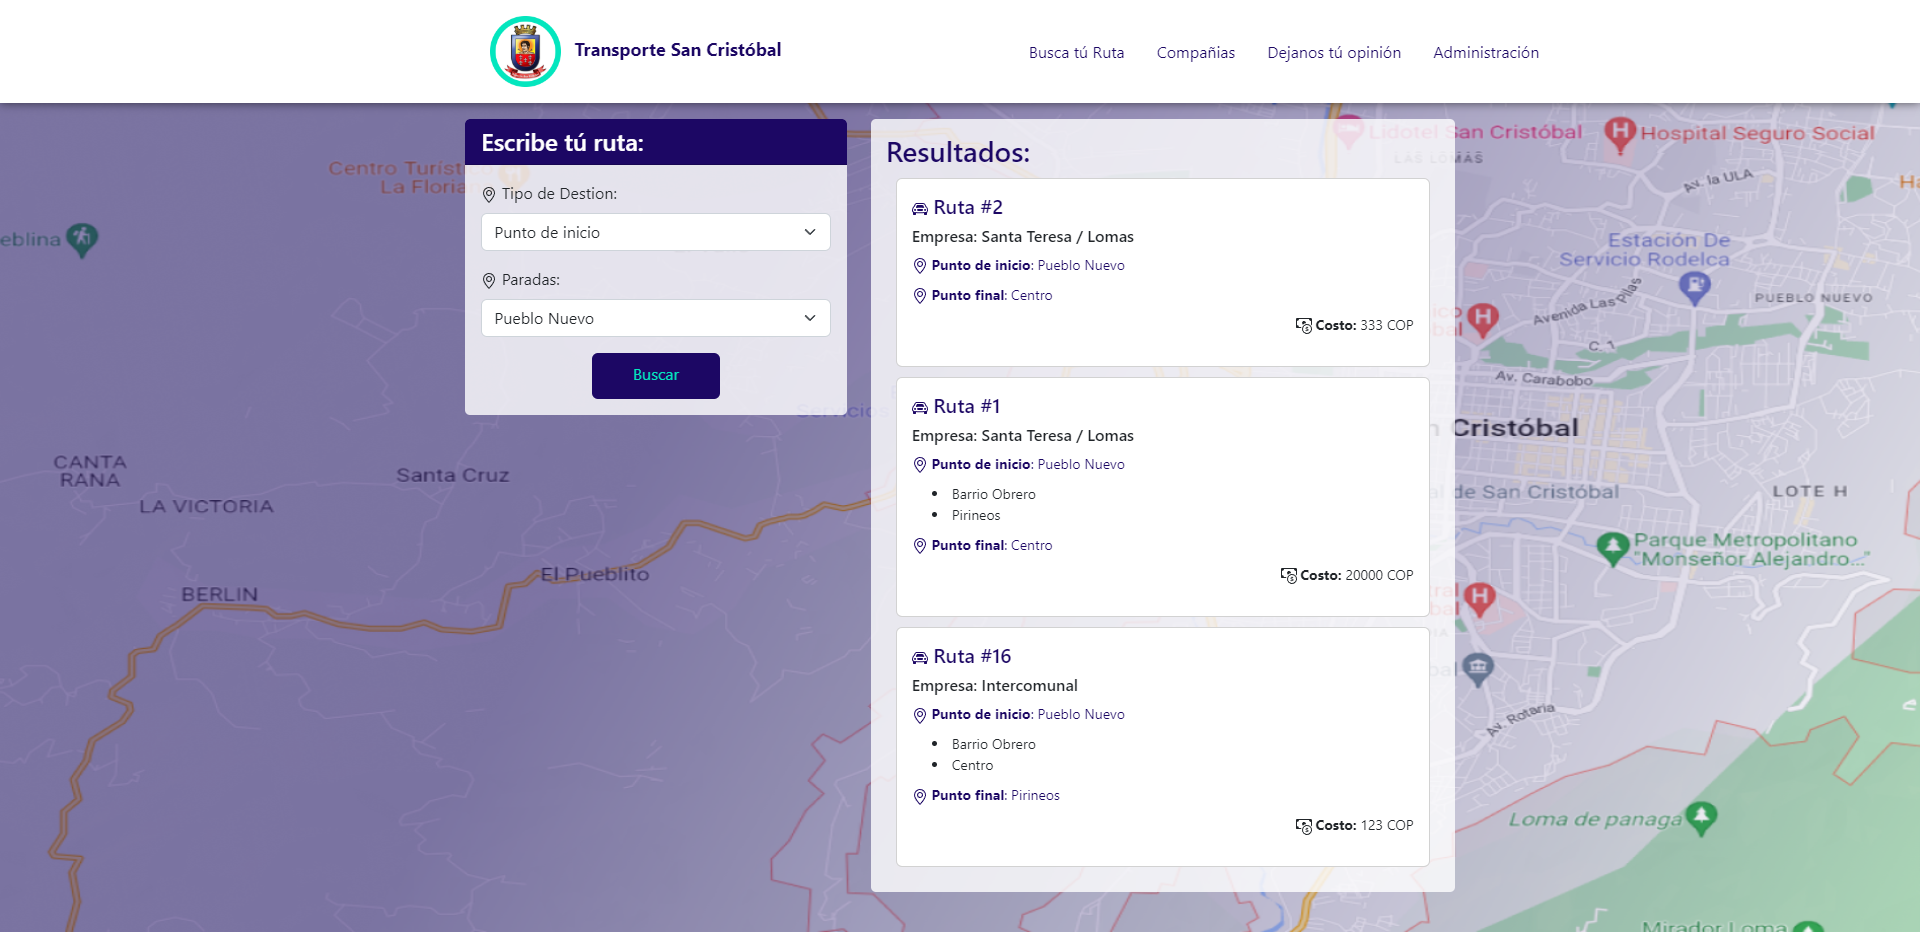 Transporte San Cristóbal
Busca tú Ruta
Compañias
Dejanos tú opinión
Administración
Escribe tú ruta:
Tipo de Destion:
Punto de inicio
Paradas:
Pueblo Nuevo
Buscar
Resultados:
Ruta #2
Empresa: Santa Teresa / Lomas
Punto de inicio: Pueblo Nuevo
Punto final: Centro
Costo: 333 COP
Ruta #1
Empresa: Santa Teresa / Lomas
Punto de inicio: Pueblo Nuevo
Barrio Obrero
Pirineos
Punto final: Centro
Costo: 20000 COP
Ruta #16
Empresa: Intercomunal
Punto de inicio: Pueblo Nuevo
Barrio Obrero
Centro
Punto final: Pirineos
Costo: 123 COP
Centro
La
CANTA
RANA
LA VICTORIA
Santa Cruz
BERLIN
El Pueblito
Servicios
Lidotel San Cristóbal
LAS LOMAS
Hospital Seguro Social
Av. la ULA
Estación De
Servicio Rodelca
Avenida Las Pilas
PUEBLO NUEVO
C. 1
Av. Carabobo
Cristóbal
de San Cristóbal
LOTE H
Parque Metropolitano
"Monseñor Alejandro..."
Av. Rotaria
Loma de panaga
Mirador Loma